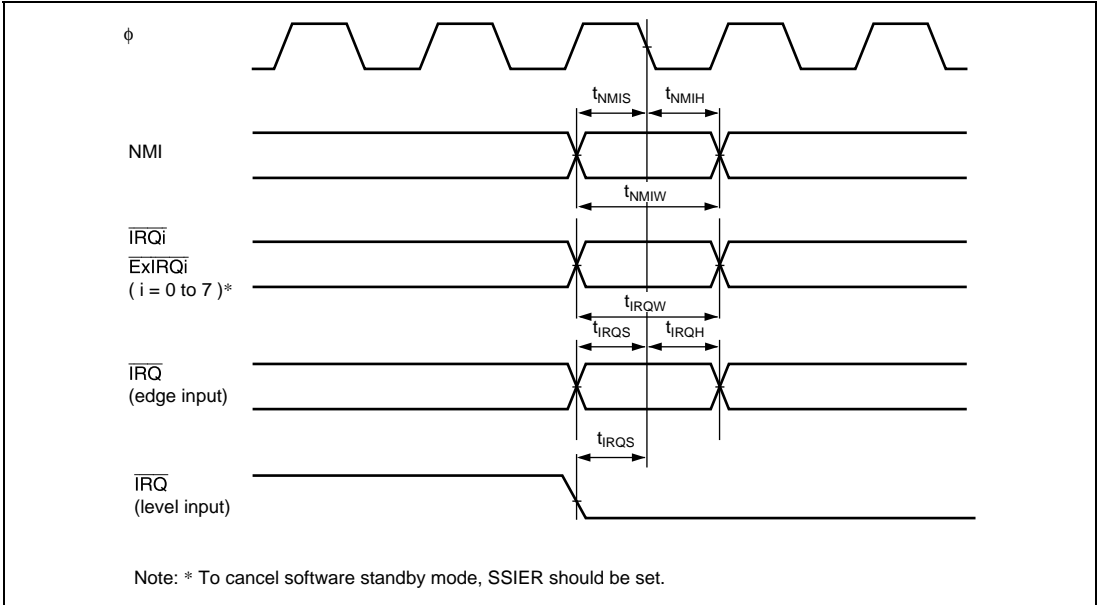 ϕ
tNMIS tNMIH
NMI
tNMIW
IRQi
ExIRQi
( i = 0 to 7 )*
tIRQW
tIRQS tIRQH
IRQ
(edge input)
tIRQS
IRQ
(level input)
Note: * To cancel software standby mode, SSIER should be set.